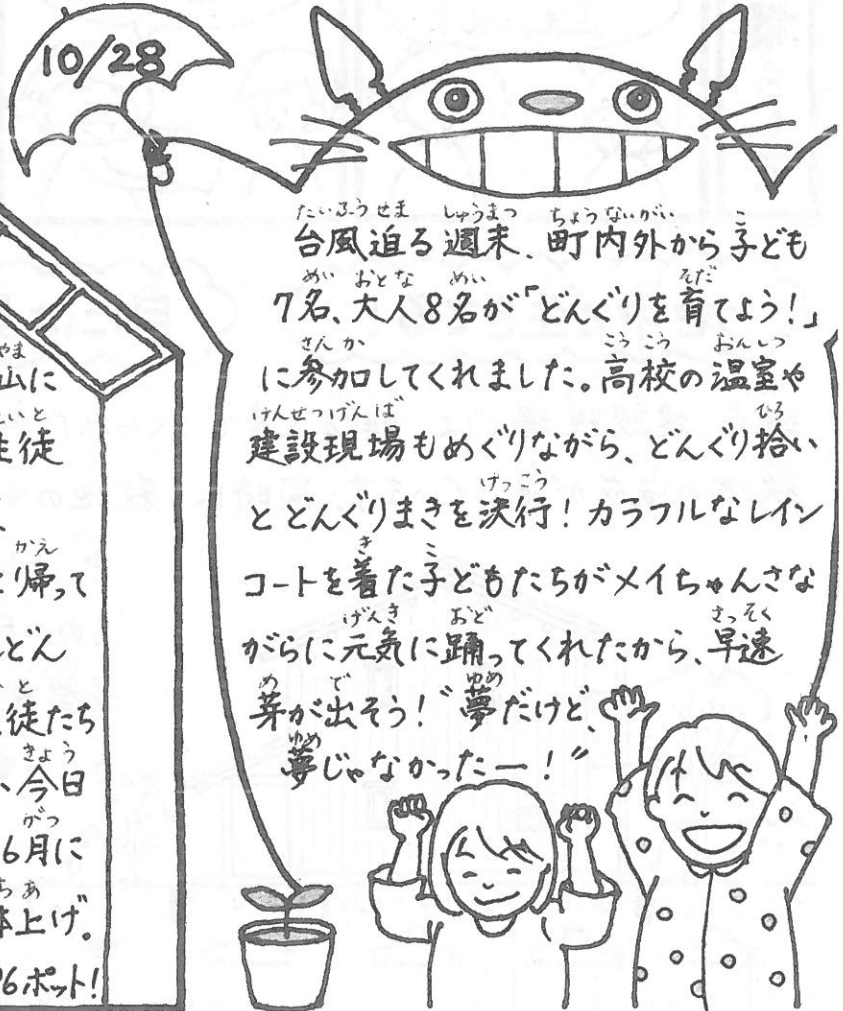 10/28
台風迫る週末、町内外から子ども
7名、大人8名が「どんぐりを育てよう!」
に参加してくれました。高校の温室や
建設現場もめぐりながら、どんぐり拾い
とどんぐりまきを決行!カラフルなレイン
コートを着た子どもたちがメイちゃんさな
がらに元気に踊ってくれたから、早速
芽が出そう!〝夢だけど、
夢じゃなかったー!〟
山に
徒
帰って
どん
徒たち
、今日
6月に
上げ。
6ポット!